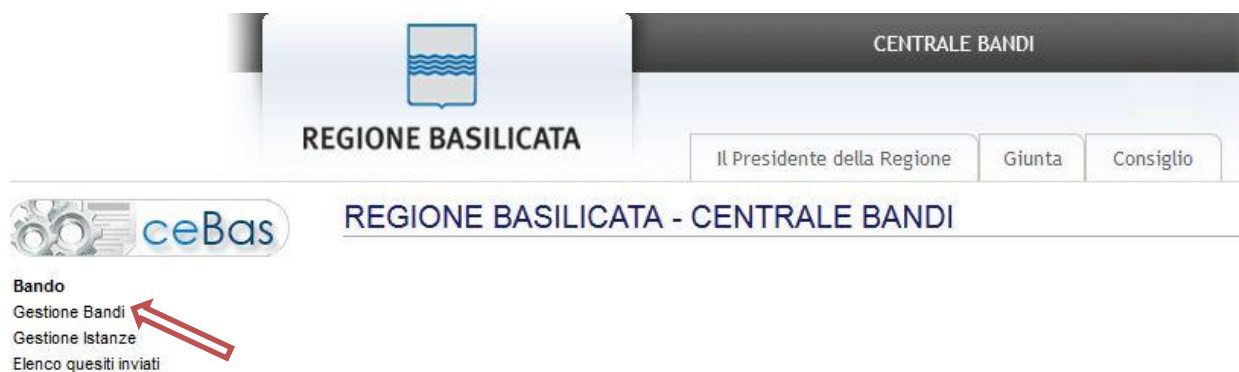 CENTRALE BANDI
REGIONE BASILICATA
Il Presidente della Regione Giunta Consiglio
ceBas
REGIONE BASILICATA - CENTRALE BANDI
Bando
Gestione Bandi
Gestione Istanze
Elenco quesiti inviati